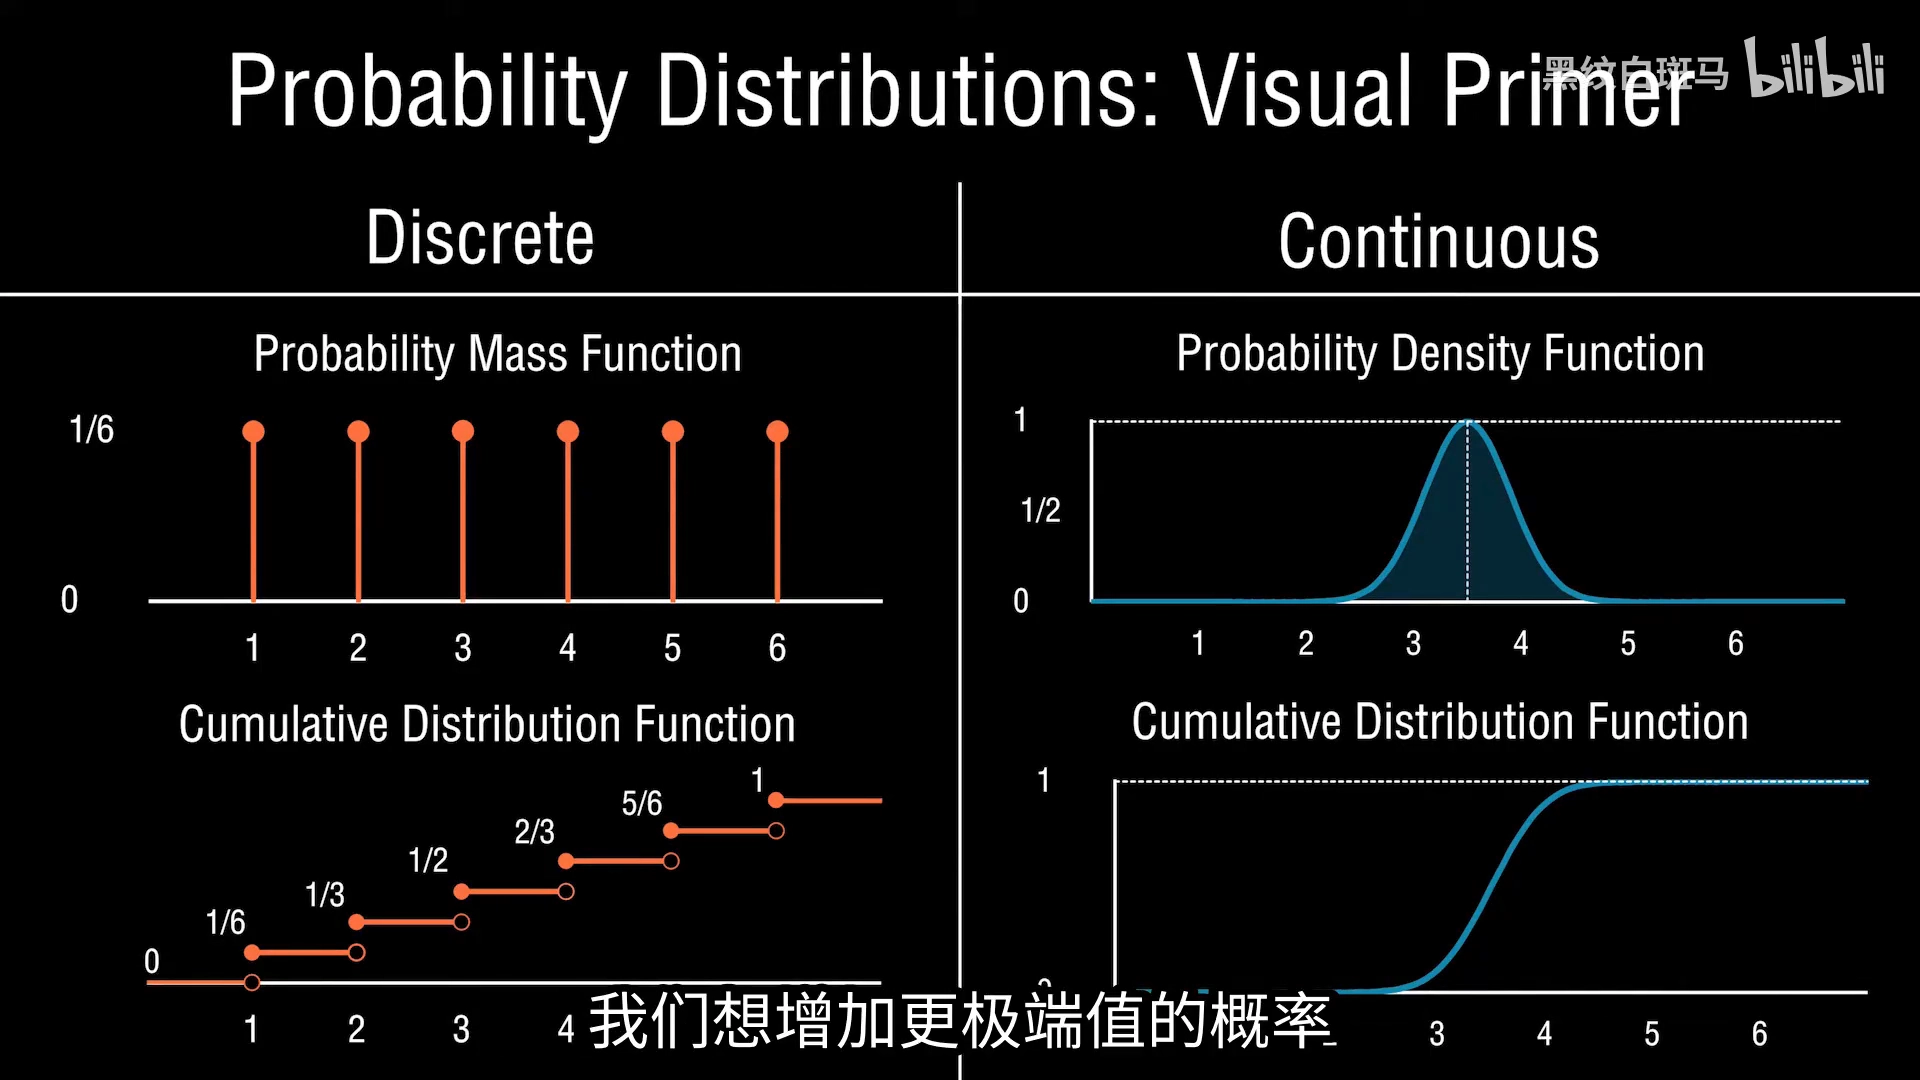 Probability Distributions: Visual Primer
黑纹白斑马 bilibili
Discrete
Continuous
Probability Mass Function
1/6
0
1 2 3 4 5 6
Cumulative Distribution Function
0 1/6 1/3 1/2 2/3 5/6 1
1 2 3 4
Probability Density Function
1
1/2
0
1 2 3 4 5 6
Cumulative Distribution Function
1
3 4 5 6
我们想增加更极端值的概率